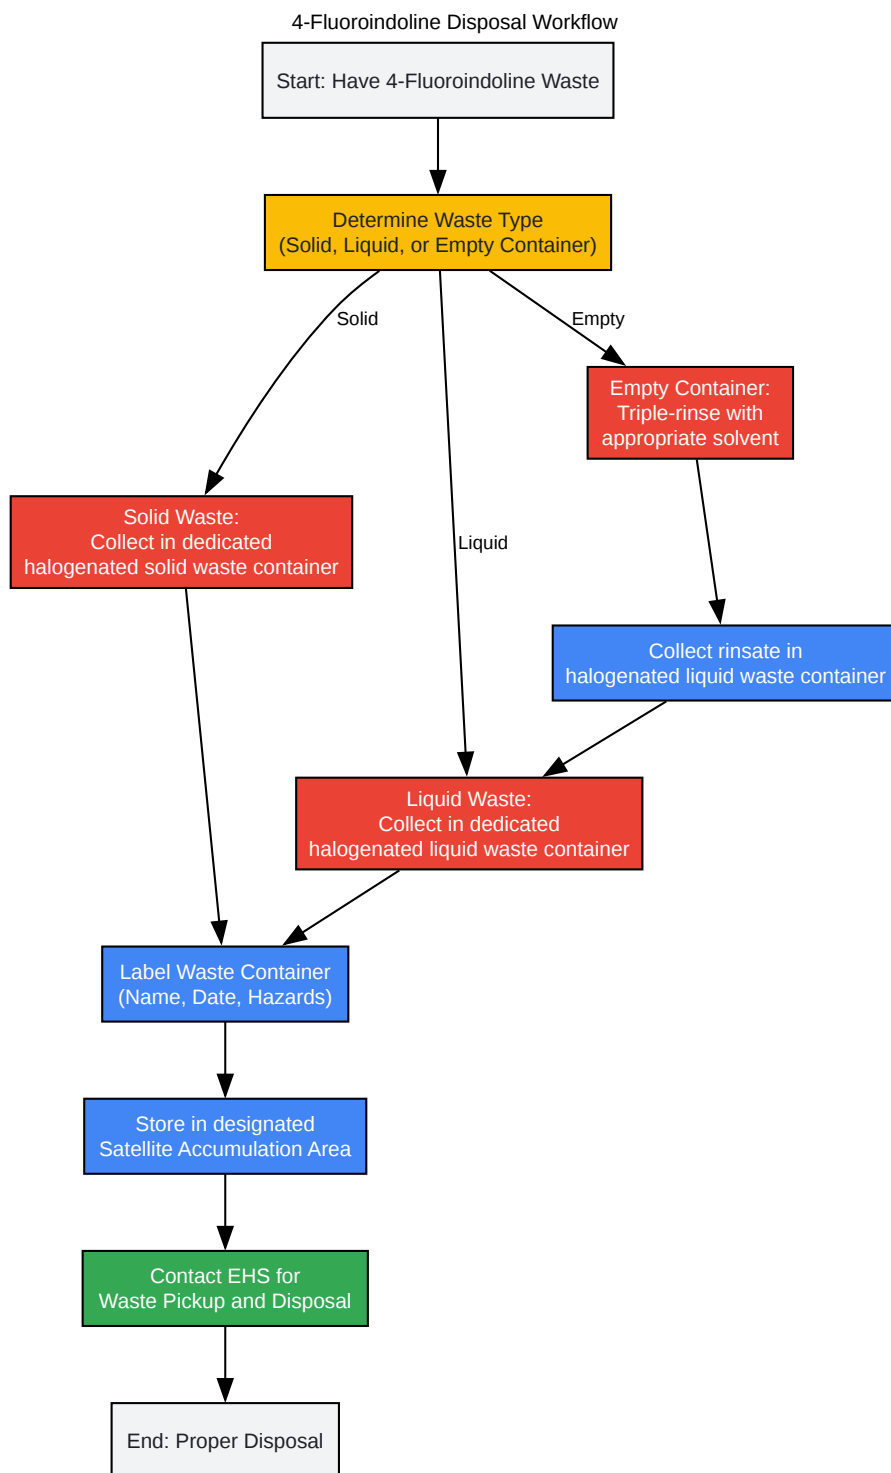 4-Fluoroindoline Disposal Workflow
Start: Have 4-Fluoroindoline Waste
Determine Waste Type
(Solid, Liquid, or Empty Container)
Solid
Empty
Empty Container:
Triple-rinse with
appropriate solvent
Solid Waste:
Collect in dedicated
halogenated solid waste container
Liquid
Collect rinsate in
halogenated liquid waste container
Liquid Waste:
Collect in dedicated
halogenated liquid waste container
Label Waste Container
(Name, Date, Hazards)
Store in designated
Satellite Accumulation Area
Contact EHS for
Waste Pickup and Disposal
End: Proper Disposal